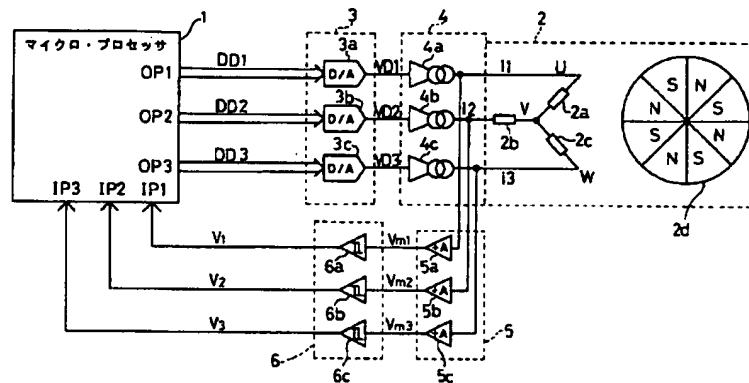 1
3
4
2
マイクロ・プロセッサ
3a
4a
OP1
DD1
D/A
VD1
i1
U
3b
4b
i2
V
2a
OP2
DD2
D/A
VD2
2b
2c
3c
4c
OP3
DD3
D/A
VD3
i3
W
IP3
IP2
IP1
2d
S
N
N
S
S
N
N
S
V1
6a
Vm1
÷A
5a
V2
6b
Vm2
÷A
5b
V3
6c
Vm3
÷A
5c
6
5